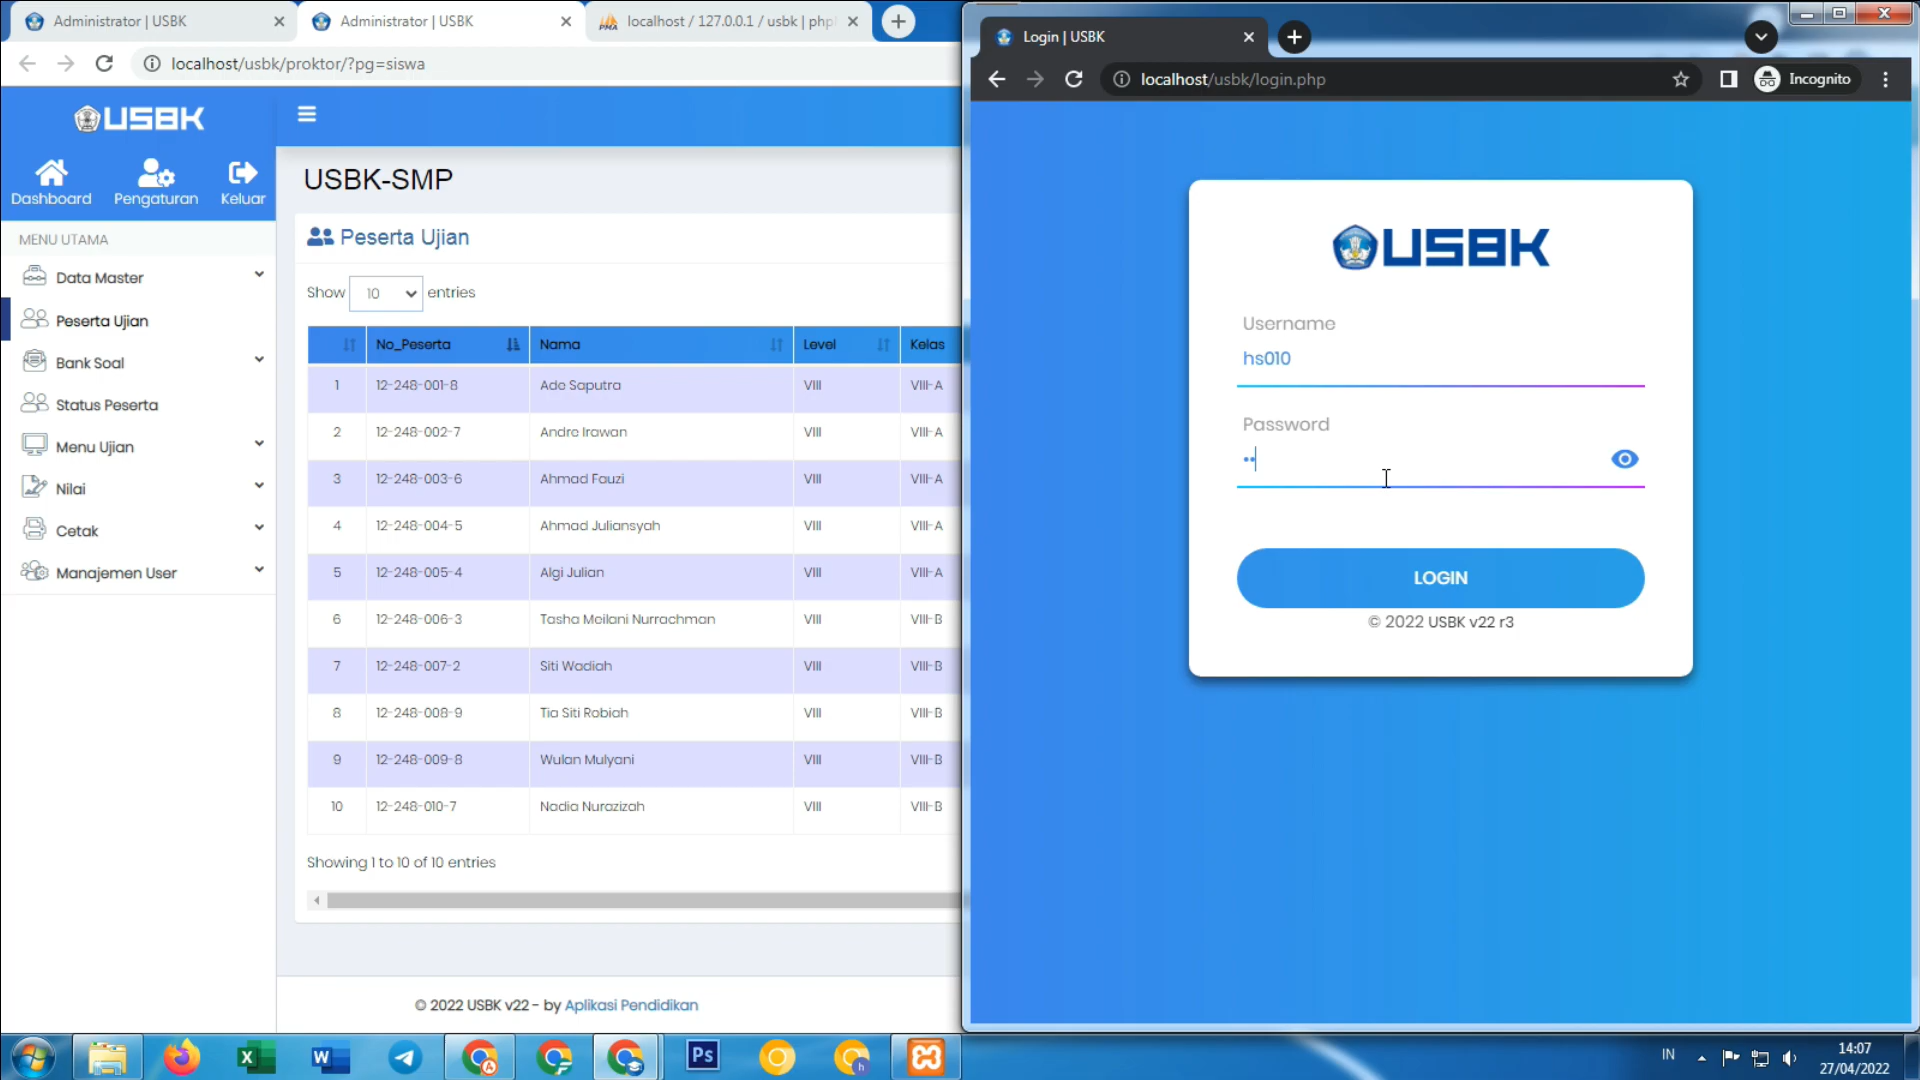 Administrator | USBK
Administrator | USBK
localhost / 127.0.0.1 / usbk | php
localhost/usbk/proktor/?pg=siswa
USBK
Dashboard
Pengaturan
Keluar
MENU UTAMA
Data Master
Peserta Ujian
Bank Soal
Status Peserta
Menu Ujian
Nilai
Cetak
Manajemen User
USBK-SMP
Peserta Ujian
Show 10 entries
No_Peserta Nama Level Kelas
1 12-248-001-8 Ade Saputra VIII VIII-A
2 12-248-002-7 Andre Irawan VIII VIII-A
3 12-248-003-6 Ahmad Fauzi VIII VIII-A
4 12-248-004-5 Ahmad Juliansyah VIII VIII-A
5 12-248-005-4 Algi Julian VIII VIII-A
6 12-248-006-3 Tasha Meilani Nurrachman VIII VIII-B
7 12-248-007-2 Siti Wadiah VIII VIII-B
8 12-248-008-9 Tia Siti Robiah VIII VIII-B
9 12-248-009-8 Wulan Mulyani VIII VIII-B
10 12-248-010-7 Nadia Nurazizah VIII VIII-B
Showing 1 to 10 of 10 entries
© 2022 USBK v22 - by Aplikasi Pendidikan
Login | USBK
localhost/usbk/login.php
Incognito
USBK
Username
hs010
Password
••
LOGIN
© 2022 USBK v22 r3
IN
14:07
27/04/2022